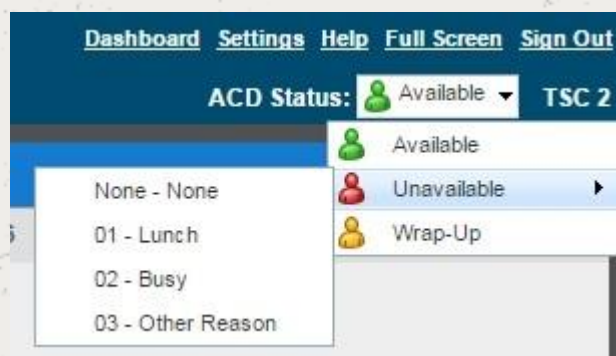 Dashboard Settings Help Full Screen Sign Out
ACD Status: Available TSC 2
Available
Unavailable
Wrap-Up
None - None
01 - Lunch
02 - Busy
03 - Other Reason